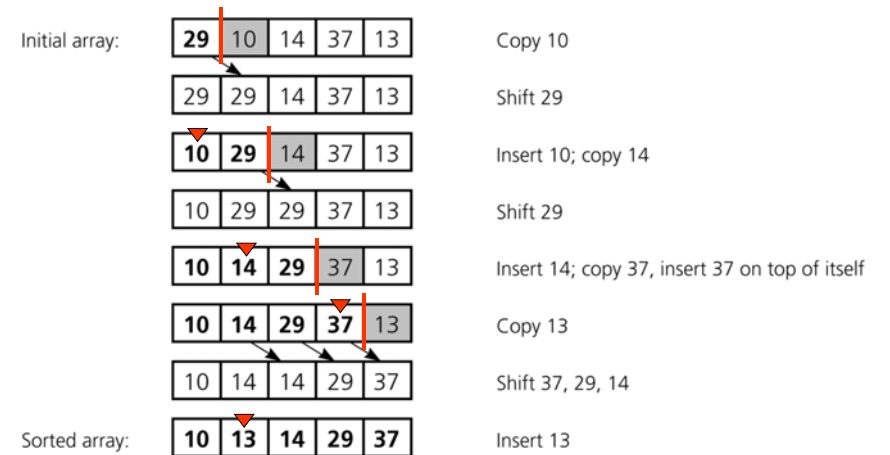 Initial array: 29 10 14 37 13 Copy 10
29 29 14 37 13 Shift 29
10 29 14 37 13 Insert 10; copy 14
10 29 29 37 13 Shift 29
10 14 29 37 13 Insert 14; copy 37, insert 37 on top of itself
10 14 29 37 13 Copy 13
10 14 14 29 37 Shift 37, 29, 14
Sorted array: 10 13 14 29 37 Insert 13